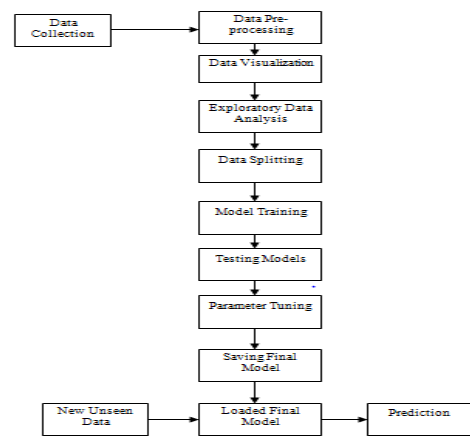 Data
Collection
Data Pre-
processing
Data Visualization
Exploratory Data
Analysis
Data Splitting
Model Training
Testing Models
Parameter Tuning
Saving Final
Model
New Unseen
Data
Loaded Final
Model
Prediction